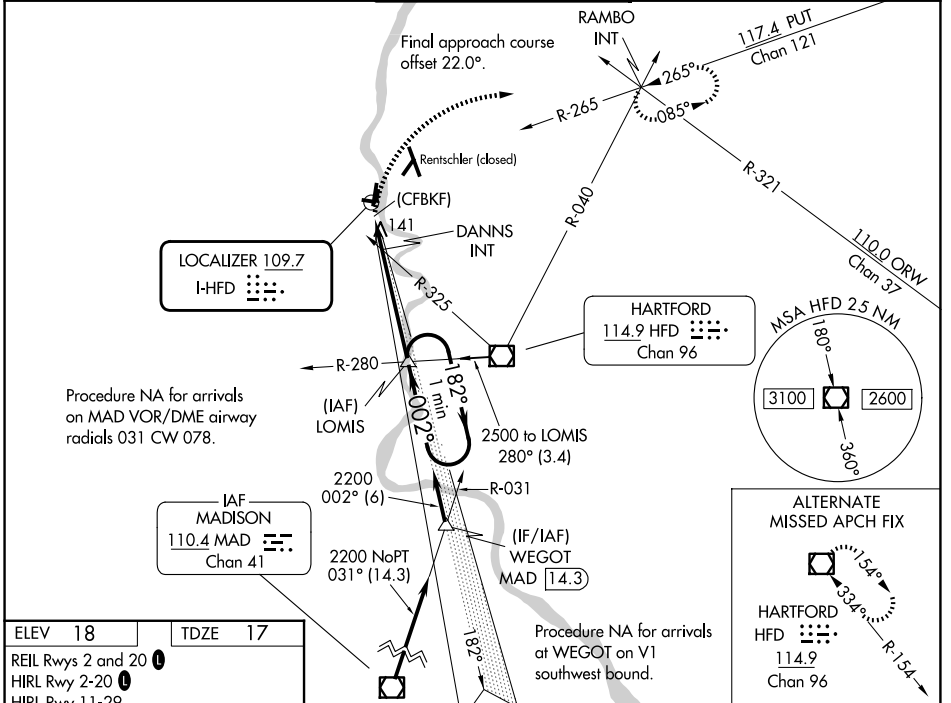 RAMBO
INT
117.4 PUT
Chan 121
Final approach course
offset 22.0°.
265°
085°
R-265
Rentschler (closed)
R-321
R-040
(CFBKF)
141
DANNS
INT
110.0 ORW
Chan 37
LOCALIZER 109.7
I-HFD
R-325
HARTFORD
114.9 HFD
Chan 96
MSA HFD 25 NM
180°
3100
2600
360°
R-280
182°
1 min
002°
Procedure NA for arrivals
on MAD VOR/DME airway
radials 031 CW 078.
(IAF)
LOMIS
2500 to LOMIS
280° (3.4)
2200
002° (6)
R-031
IAF
MADISON
110.4 MAD
Chan 41
(IF/IAF)
WEGOT
MAD 14.3
2200 NoPT
031° (14.3)
ALTERNATE
MISSED APCH FIX
154°
334°
HARTFORD
HFD
114.9
Chan 96
R-154
Procedure NA for arrivals
at WEGOT on V1
southwest bound.
182°
ELEV 18
TDZE 17
REIL Rwys 2 and 20 L
HIRL Rwy 2-20 L
HIRL Rwy 11-29